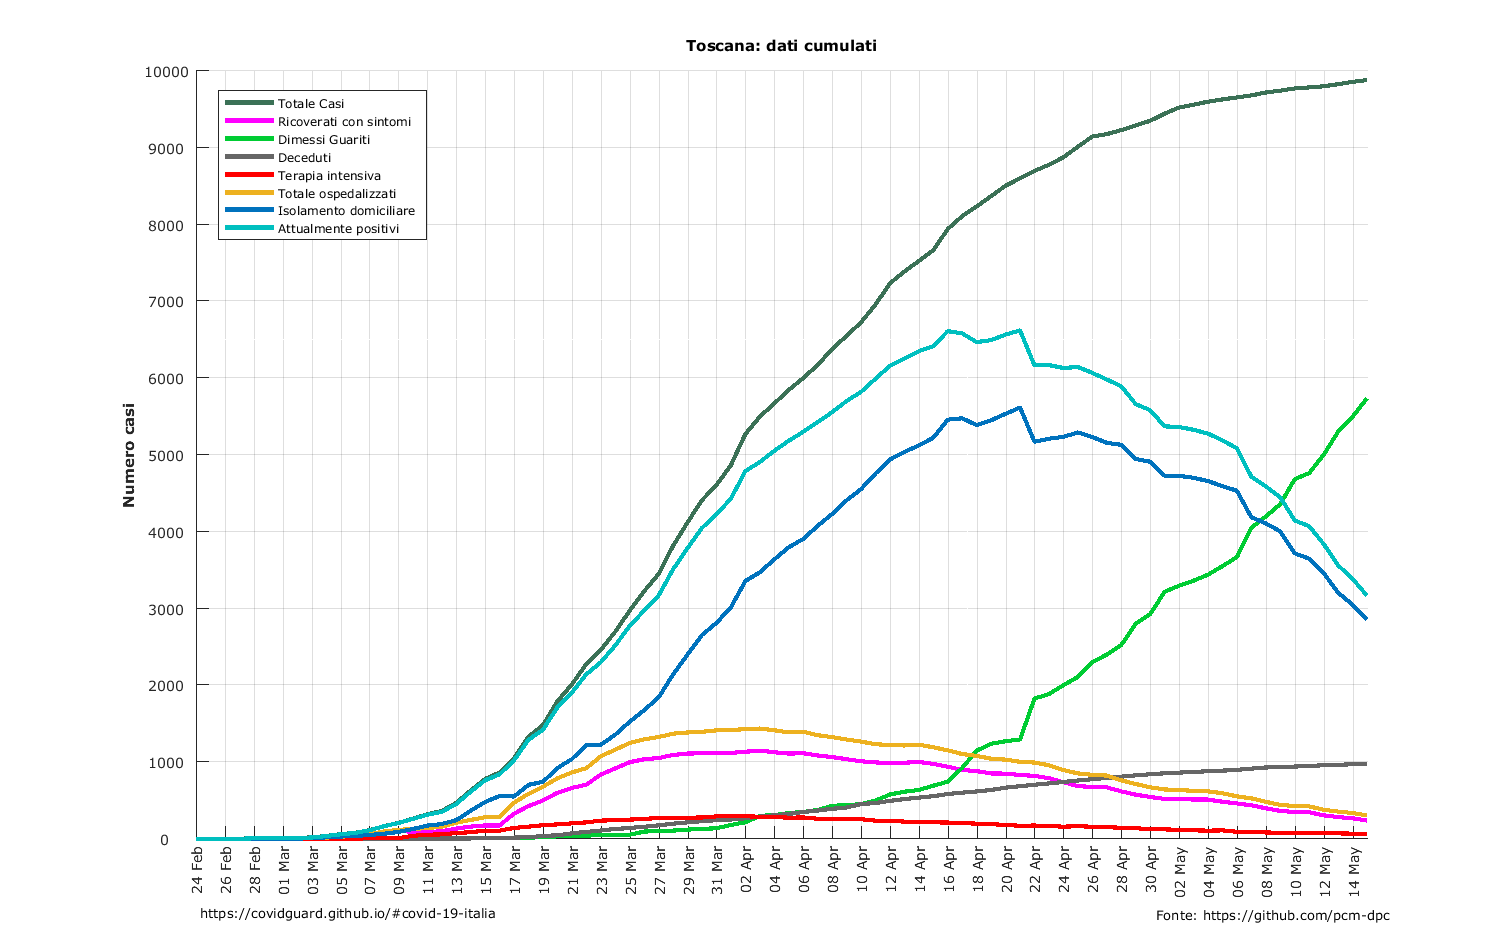 Toscana: dati cumulati
Numero casi
10000
9000
8000
7000
6000
5000
4000
3000
2000
1000
0
Totale Casi
Ricoverati con sintomi
Dimessi Guariti
Deceduti
Terapia intensiva
Totale ospedalizzati
Isolamento domiciliare
Attualmente positivi
24 Feb
26 Feb
28 Feb
01 Mar
03 Mar
05 Mar
07 Mar
09 Mar
11 Mar
13 Mar
15 Mar
17 Mar
19 Mar
21 Mar
23 Mar
25 Mar
27 Mar
29 Mar
31 Mar
02 Apr
04 Apr
06 Apr
08 Apr
10 Apr
12 Apr
14 Apr
16 Apr
18 Apr
20 Apr
22 Apr
24 Apr
26 Apr
28 Apr
30 Apr
02 May
04 May
06 May
08 May
10 May
12 May
14 May
https://covidguard.github.io/#covid-19-italia
Fonte: https://github.com/pcm-dpc